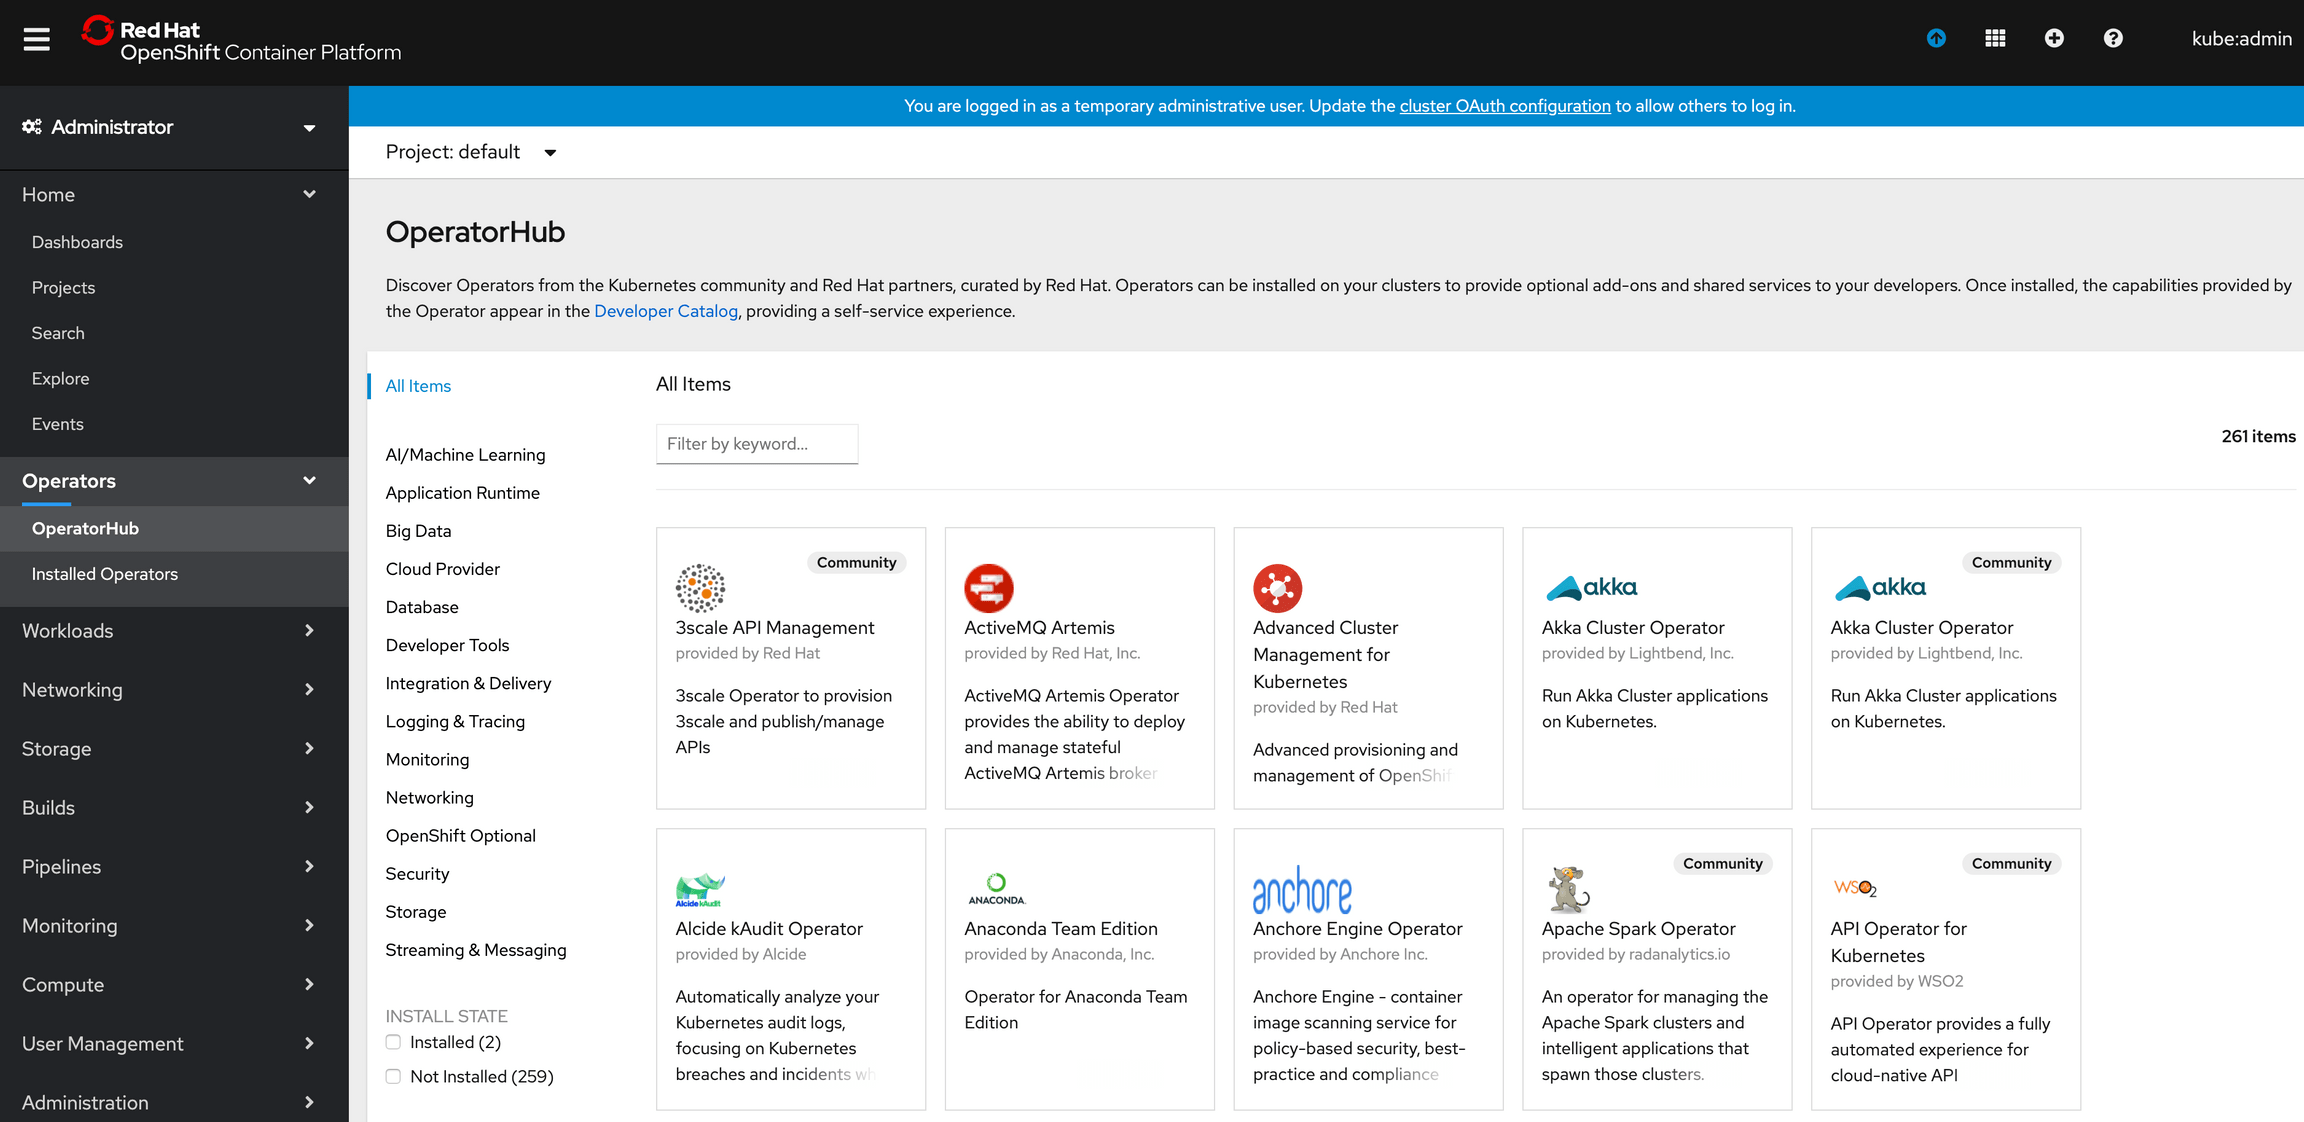 Red Hat
OpenShift Container Platform
kube:admin
Administrator
Home
Dashboards
Projects
Search
Explore
Events
Operators
OperatorHub
Installed Operators
Workloads
Networking
Storage
Builds
Pipelines
Monitoring
Compute
User Management
Administration
You are logged in as a temporary administrative user. Update the cluster OAuth configuration to allow others to log in.
Project: default
OperatorHub
Discover Operators from the Kubernetes community and Red Hat partners, curated by Red Hat. Operators can be installed on your clusters to provide optional add-ons and shared services to your developers. Once installed, the capabilities provided by
the Operator appear in the Developer Catalog, providing a self-service experience.
All Items
AI/Machine Learning
Application Runtime
Big Data
Cloud Provider
Database
Developer Tools
Integration & Delivery
Logging & Tracing
Monitoring
Networking
OpenShift Optional
Security
Storage
Streaming & Messaging
INSTALL STATE
Installed (2)
Not Installed (259)
All Items
Filter by keyword...
261 items
Community
3scale API Management
provided by Red Hat
3scale Operator to provision
3scale and publish/manage
APIs
ActiveMQ Artemis
provided by Red Hat, Inc.
ActiveMQ Artemis Operator
provides the ability to deploy
and manage stateful
ActiveMQ Artemis broker
Advanced Cluster
Management for
Kubernetes
provided by Red Hat
Advanced provisioning and
management of OpenShif
akka
Akka Cluster Operator
provided by Lightbend, Inc.
Run Akka Cluster applications
on Kubernetes.
Community
akka
Akka Cluster Operator
provided by Lightbend, Inc.
Run Akka Cluster applications
on Kubernetes.
Alcide kAudit
Alcide kAudit Operator
provided by Alcide
Automatically analyze your
Kubernetes audit logs,
focusing on Kubernetes
breaches and incidents wh
ANACONDA.
Anaconda Team Edition
provided by Anaconda, Inc.
Operator for Anaconda Team
Edition
anchore
Anchore Engine Operator
provided by Anchore Inc.
Anchore Engine - container
image scanning service for
policy-based security, best-
practice and compliance
Community
Apache Spark Operator
provided by radanalytics.io
An operator for managing the
Apache Spark clusters and
intelligent applications that
spawn those clusters.
Community
WSO2
API Operator for
Kubernetes
provided by WSO2
API Operator provides a fully
automated experience for
cloud-native API